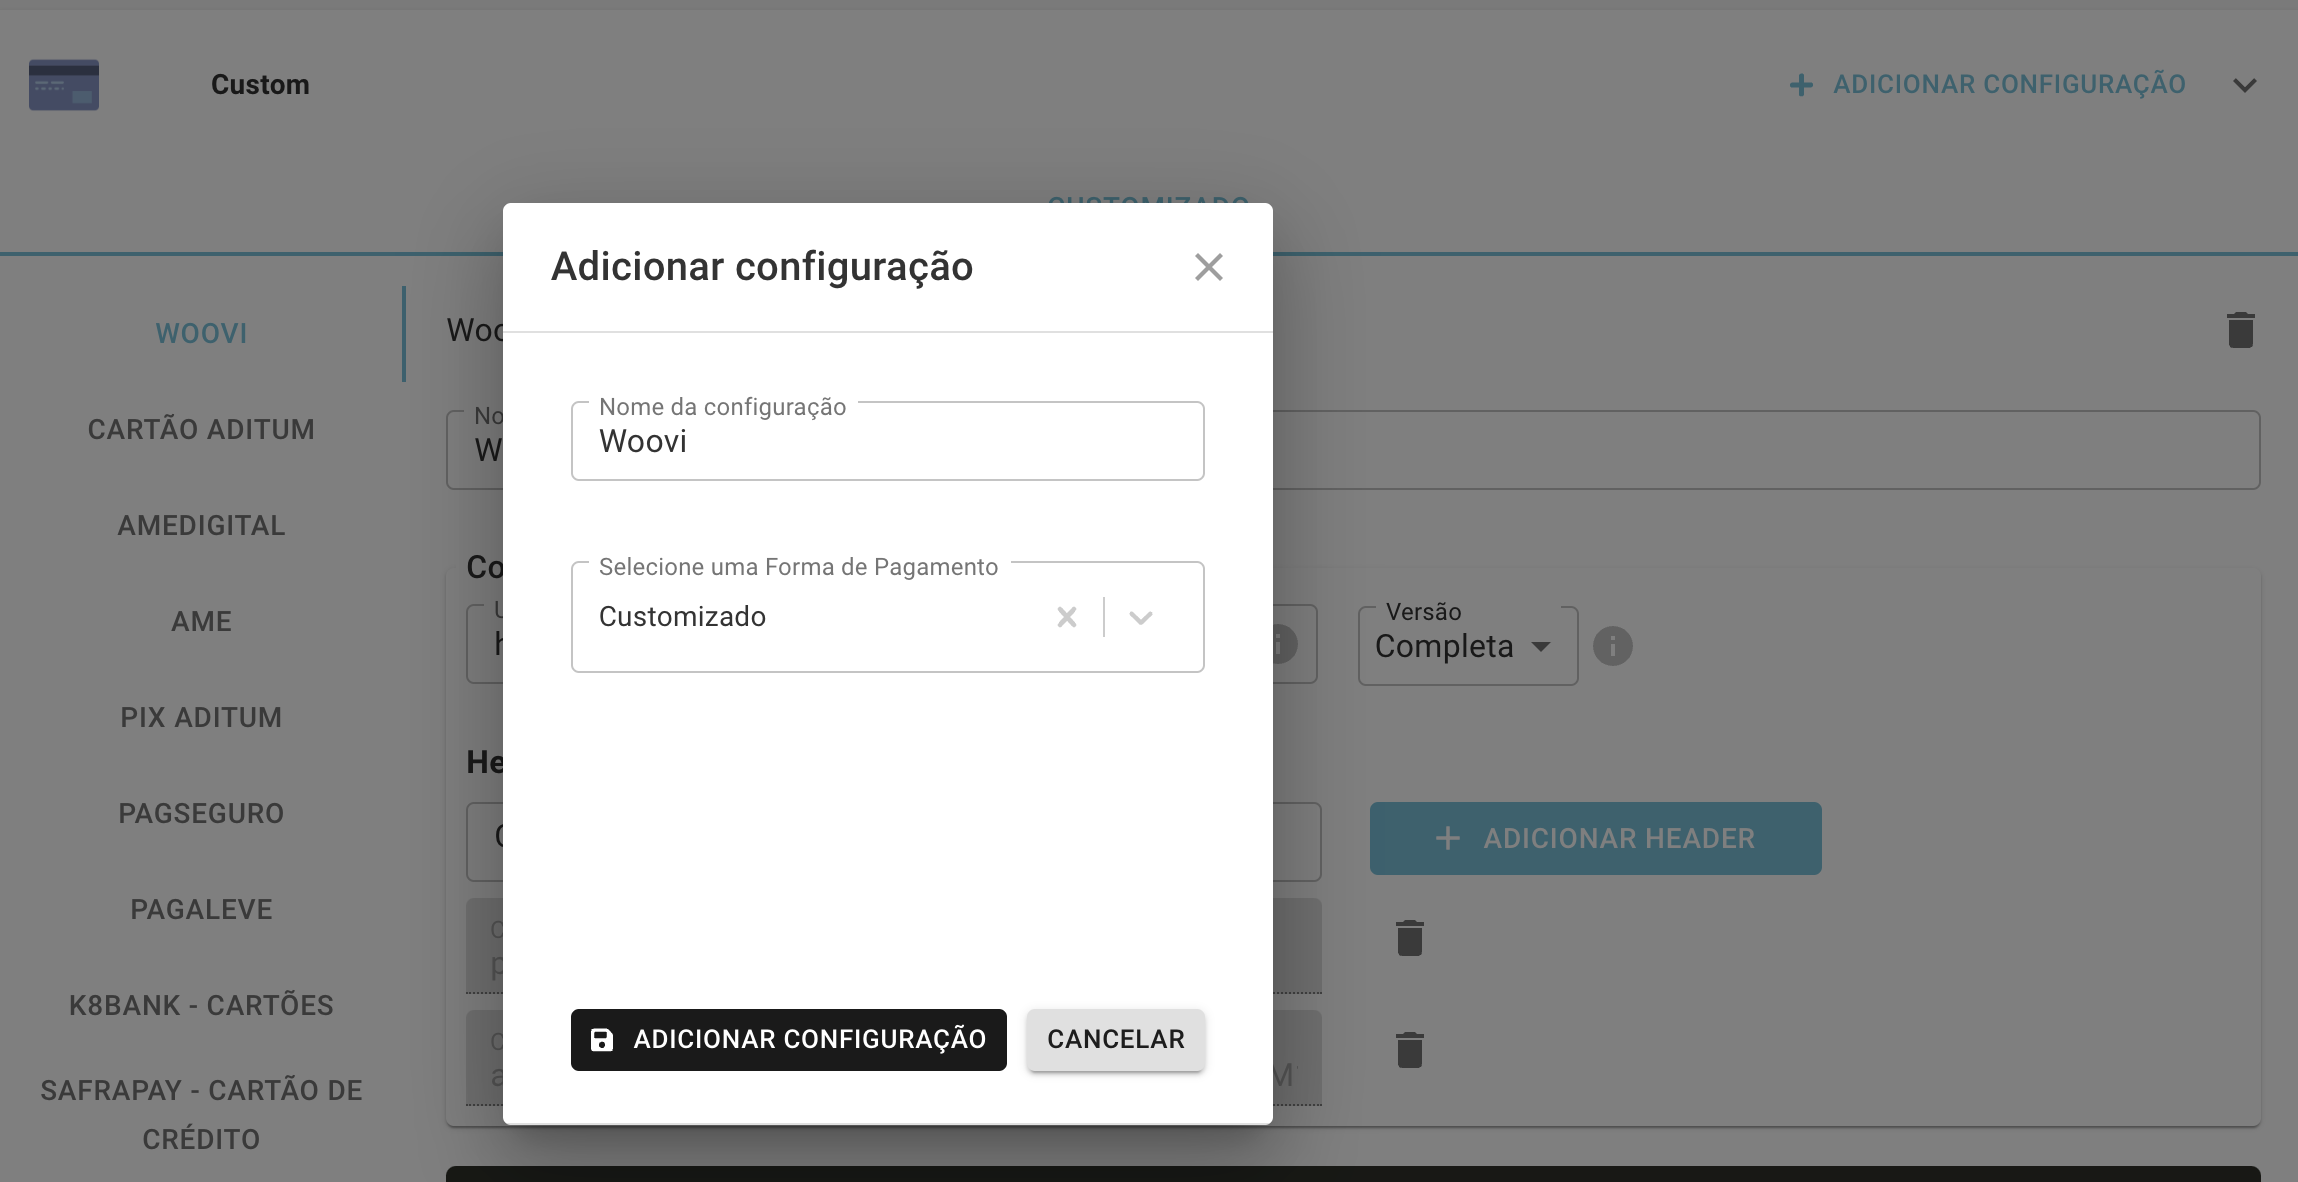 Custom
ADICIONAR CONFIGURAÇÃO
CUSTOMIZADO
Adicionar configuração
Nome da configuração
Woovi
Selecione uma Forma de Pagamento
Customizado
ADICIONAR CONFIGURAÇÃO
CANCELAR
WOOVI
CARTÃO ADITUM
AMEDIGITAL
AME
PIX ADITUM
PAGSEGURO
PAGALEVE
K8BANK - CARTÕES
SAFRAPAY - CARTÃO DE
CRÉDITO
Woo
No
W
Co
Versão
Completa
He
ADICIONAR HEADER